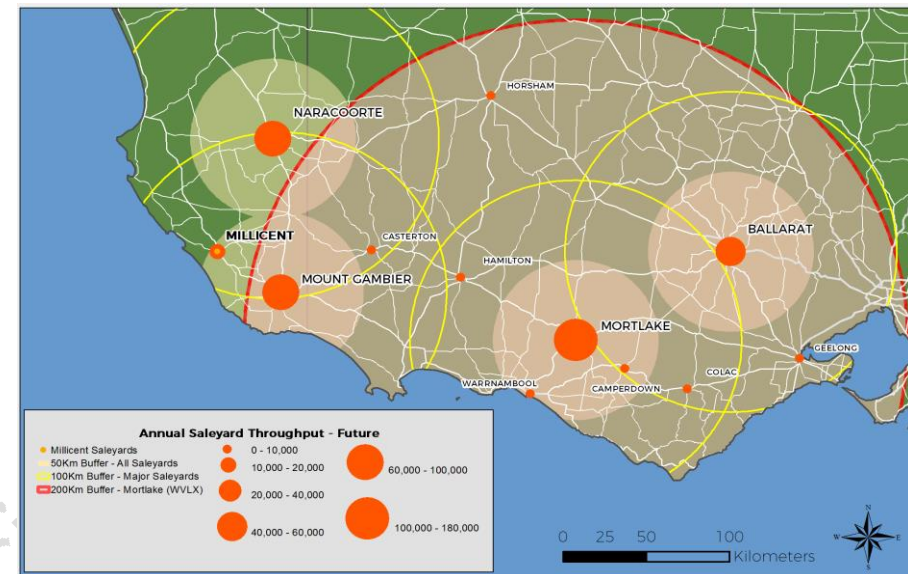 HORSHAM
NARACOORTE
MILLICENT
CASTERTON
BALLARAT
HAMILTON
MOUNT GAMBIER
MORTLAKE
GEELONG
WARRNAMBOOL
CAMPERDOWN
COLAC
Annual Saleyard Throughput - Future
Millicent Saleyards
50Km Buffer - All Saleyards
100Km Buffer - Major Saleyards
200Km Buffer - Mortlake (WVLX)
0 - 10,000
10,000 - 20,000
20,000 - 40,000
40,000 - 60,000
60,000 - 100,000
100,000 - 180,000
0 25 50 100
Kilometers
N
W E
S